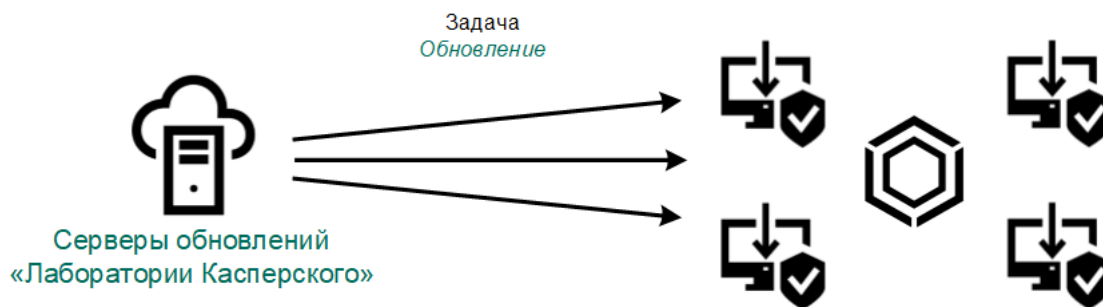 Задача
Обновление
Серверы обновлений
«Лаборатории Касперского»